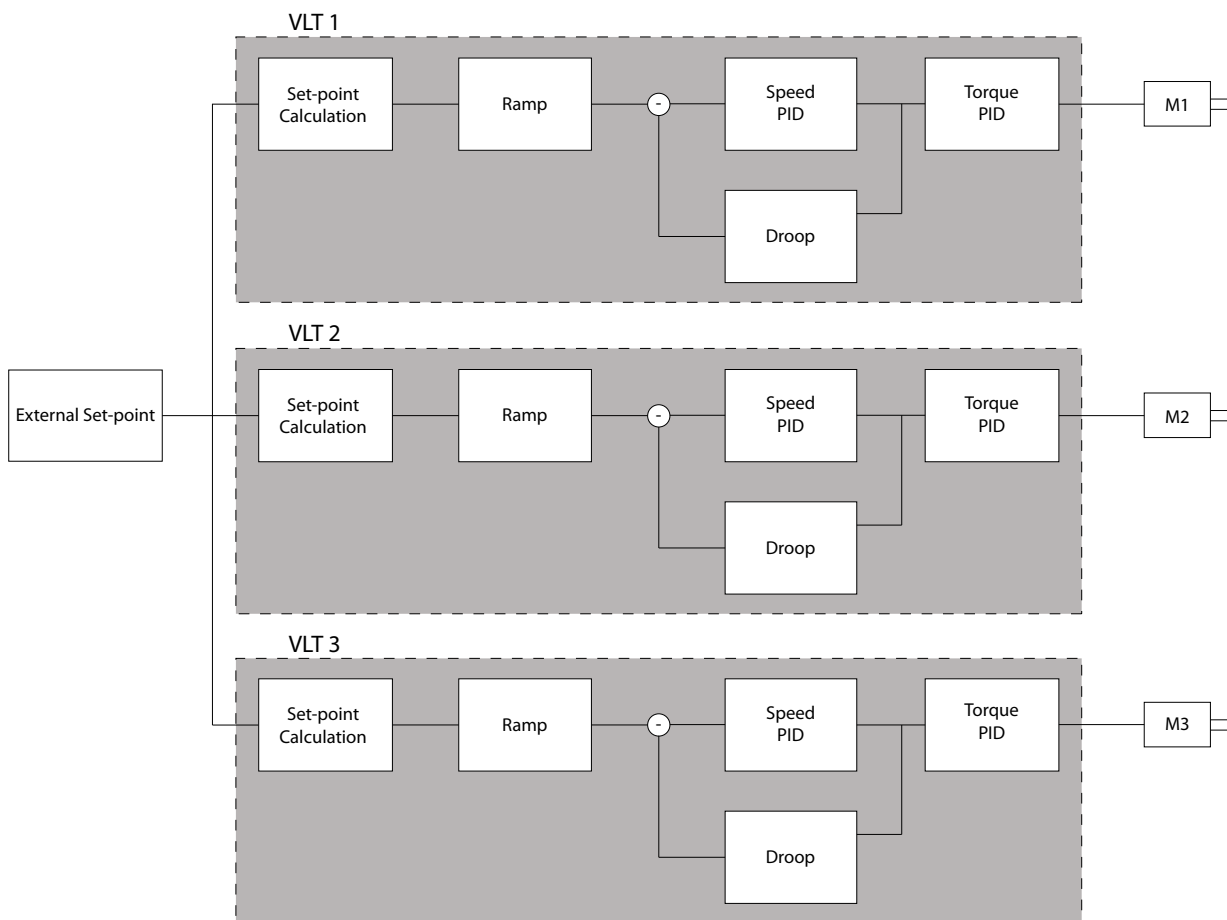 VLT 1
Set-point
Calculation
Ramp
-
Speed
PID
Torque
PID
M1
Droop
VLT 2
External Set-point
Set-point
Calculation
Ramp
-
Speed
PID
Torque
PID
M2
Droop
VLT 3
Set-point
Calculation
Ramp
-
Speed
PID
Torque
PID
M3
Droop